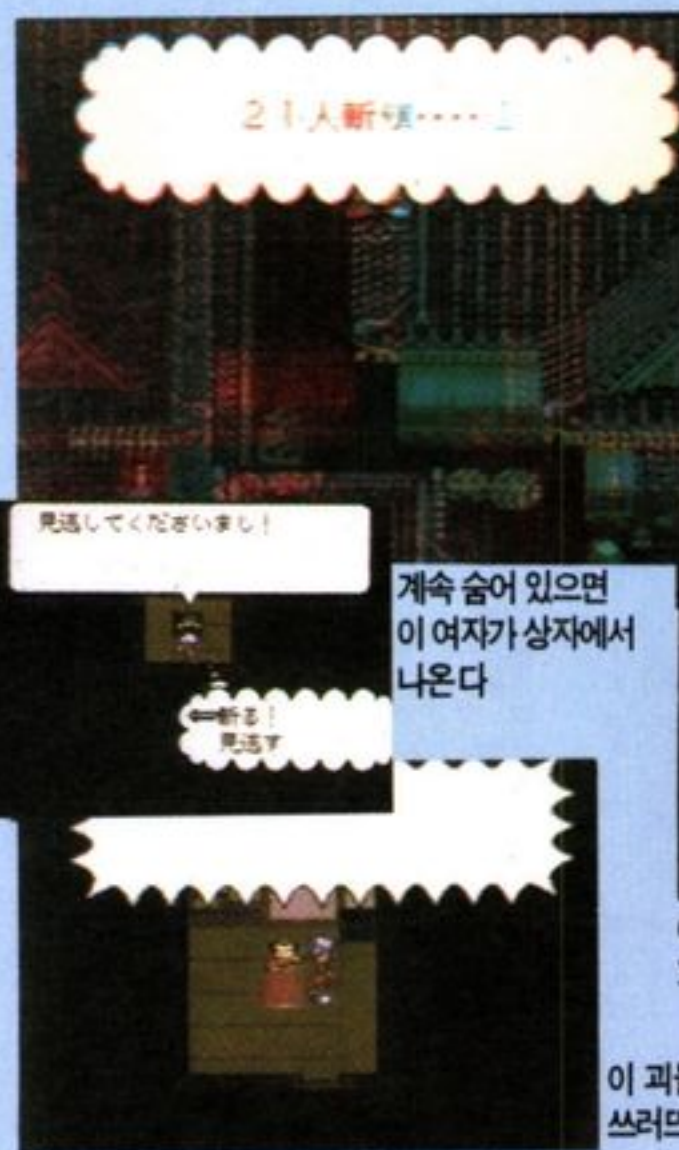 21人斬り‥‥‥
見逃してくださいまし!
계속 숨어 있으면
이 여자가 상자에서
나온다
斬る!
見逃す
이
쓰러